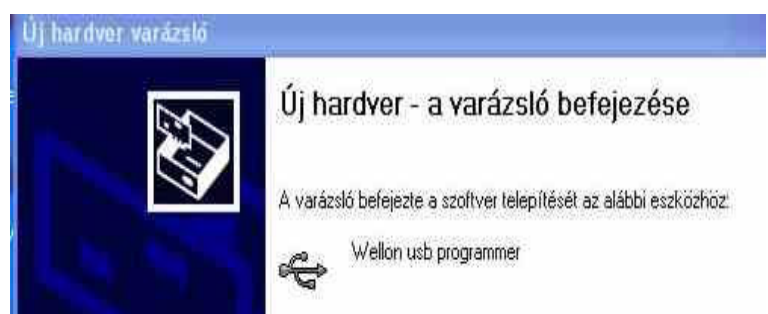 Új hardver varázsló
Új hardver - a varázsló befejezése
A varázsló befejezte a szoftver telepítését az alábbi eszközhöz:
Wellon usb programmer